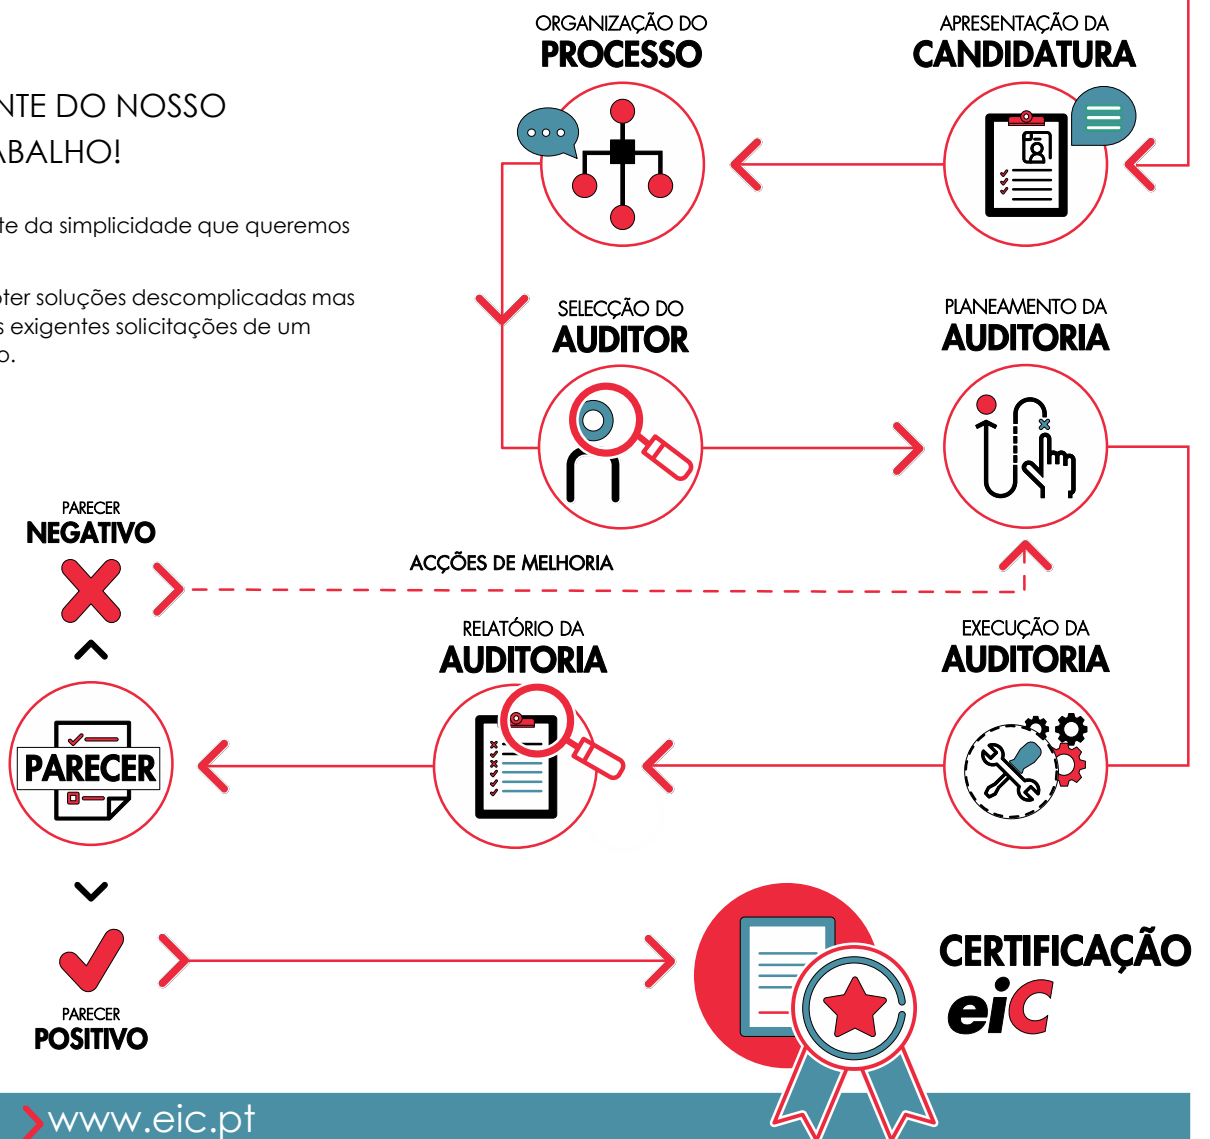 ORGANIZAÇÃO DO
PROCESSO
APRESENTAÇÃO DA
CANDIDATURA
NTE DO NOSSO
ABALHO!
te da simplicidade que queremos
ter soluções descomplicadas mas
s exigentes solicitações de um
o.
SELECÇÃO DO
AUDITOR
PLANEAMENTO DA
AUDITORIA
PARECER
NEGATIVO
ACÇÕES DE MELHORIA
RELATÓRIO DA
AUDITORIA
EXECUÇÃO DA
AUDITORIA
PARECER
CERTIFICAÇÃO
eiC
PARECER
POSITIVO
www.eic.pt